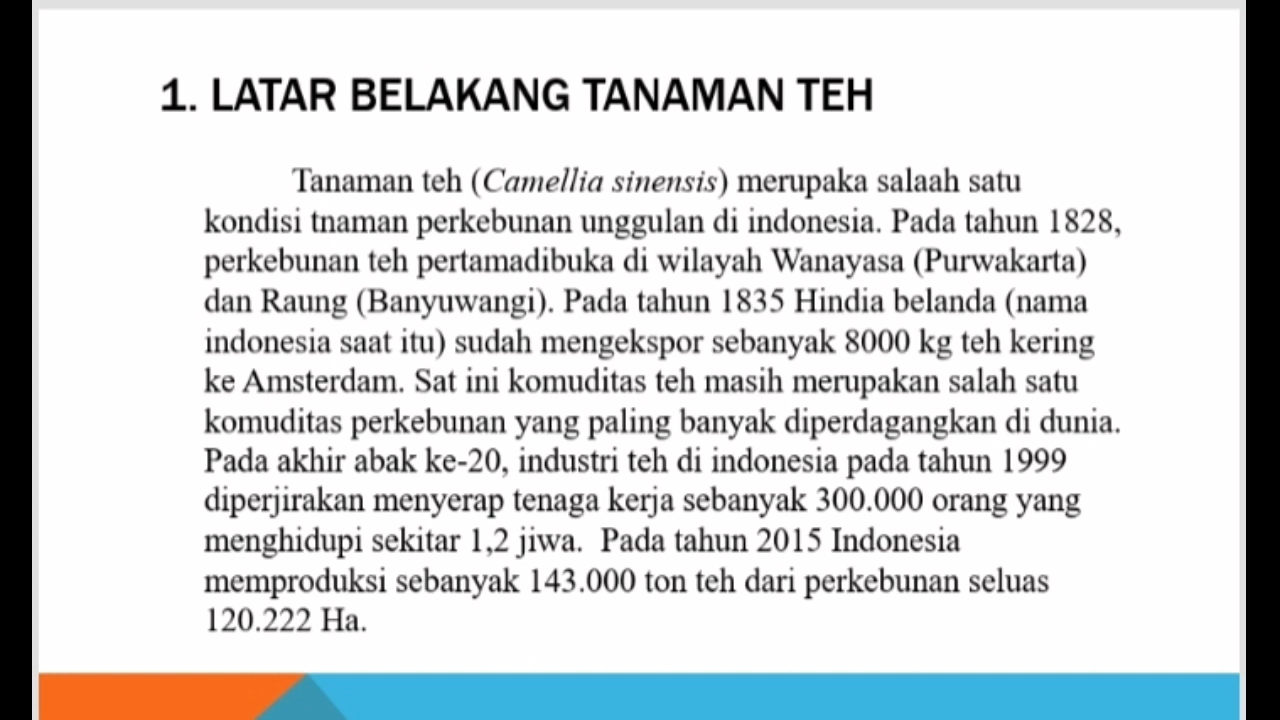 1. LATAR BELAKANG TANAMAN TEH
Tanaman teh (Camellia sinensis) merupaka salaah satu
kondisi tnaman perkebunan unggulan di indonesia. Pada tahun 1828,
perkebunan teh pertamadibuka di wilayah Wanayasa (Purwakarta)
dan Raung (Banyuwangi). Pada tahun 1835 Hindia belanda (nama
indonesia saat itu) sudah mengekspor sebanyak 8000 kg teh kering
ke Amsterdam. Sat ini komuditas teh masih merupakan salah satu
komuditas perkebunan yang paling banyak diperdagangkan di dunia.
Pada akhir abak ke-20, industri teh di indonesia pada tahun 1999
diperjirakan menyerap tenaga kerja sebanyak 300.000 orang yang
menghidupi sekitar 1,2 jiwa.  Pada tahun 2015 Indonesia
memproduksi sebanyak 143.000 ton teh dari perkebunan seluas
120.222 Ha.